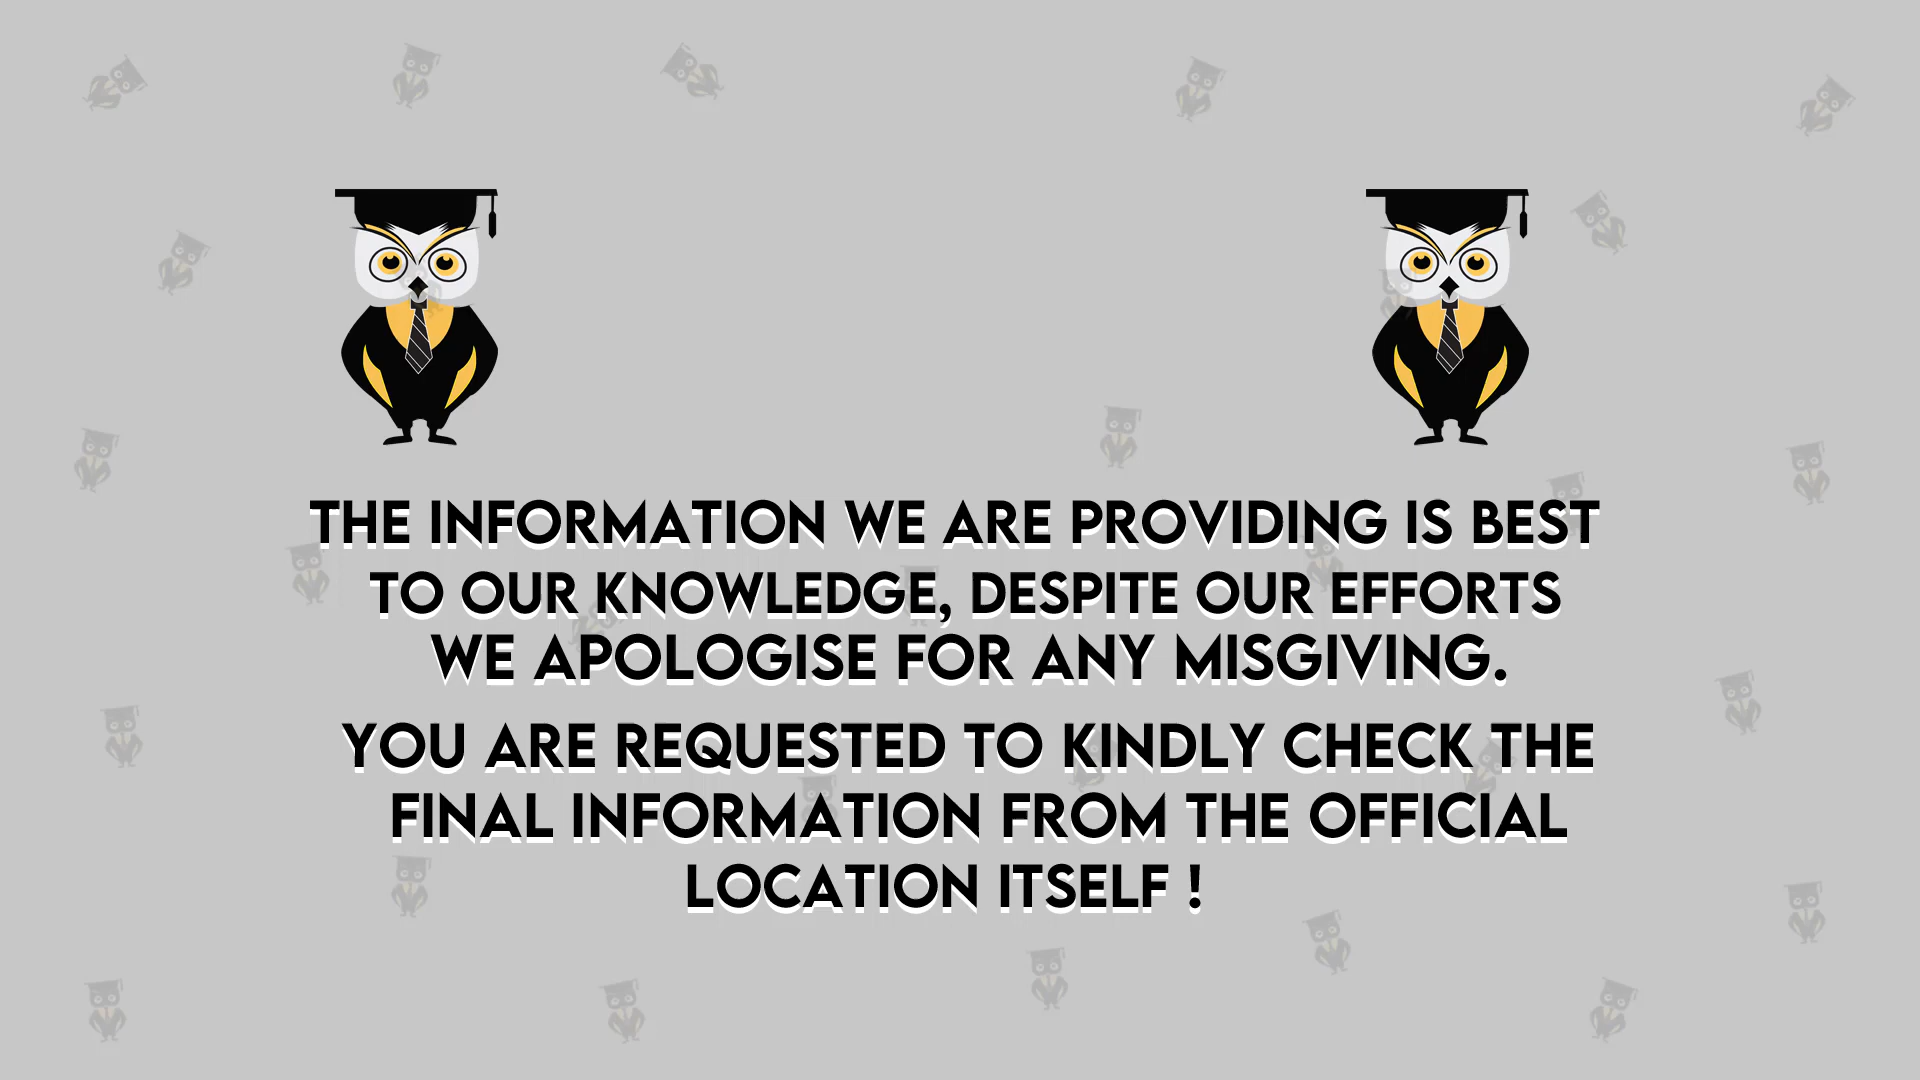 THE INFORMATION WE ARE PROVIDING IS BEST
TO OUR KNOWLEDGE, DESPITE OUR EFFORTS
WE APOLOGISE FOR ANY MISGIVING.
YOU ARE REQUESTED TO KINDLY CHECK THE
FINAL INFORMATION FROM THE OFFICIAL
LOCATION ITSELF !